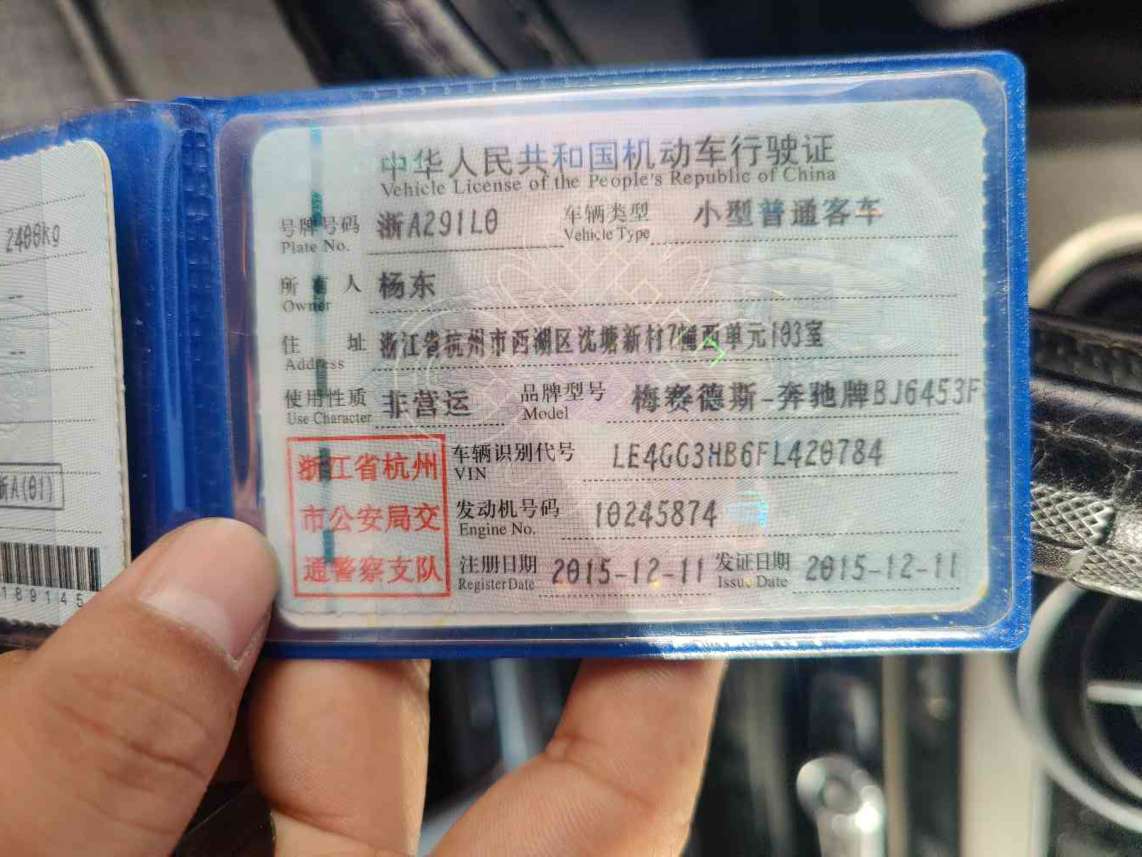 2400kg
--
--
浙A(01)
189145
中华人民共和国机动车行驶证
Vehicle License of the People's Republic of China
号牌号码 浙A291L0 车辆类型 小型普通客车
Plate No. Vehicle Type
所有人 杨东
Owner
住址 浙江省杭州市西湖区沈塘新村7幢西单元103室
Address
使用性质 非营运 品牌型号 梅赛德斯-奔驰牌BJ6453F
Use Character Model
浙江省杭州
市公安局交
通警察支队
车辆识别代号 LE4GG3HB6FL420784
VIN
发动机号码 10245874
Engine No.
注册日期 2015-12-11 发证日期 2015-12-11
Register Date Issue Date